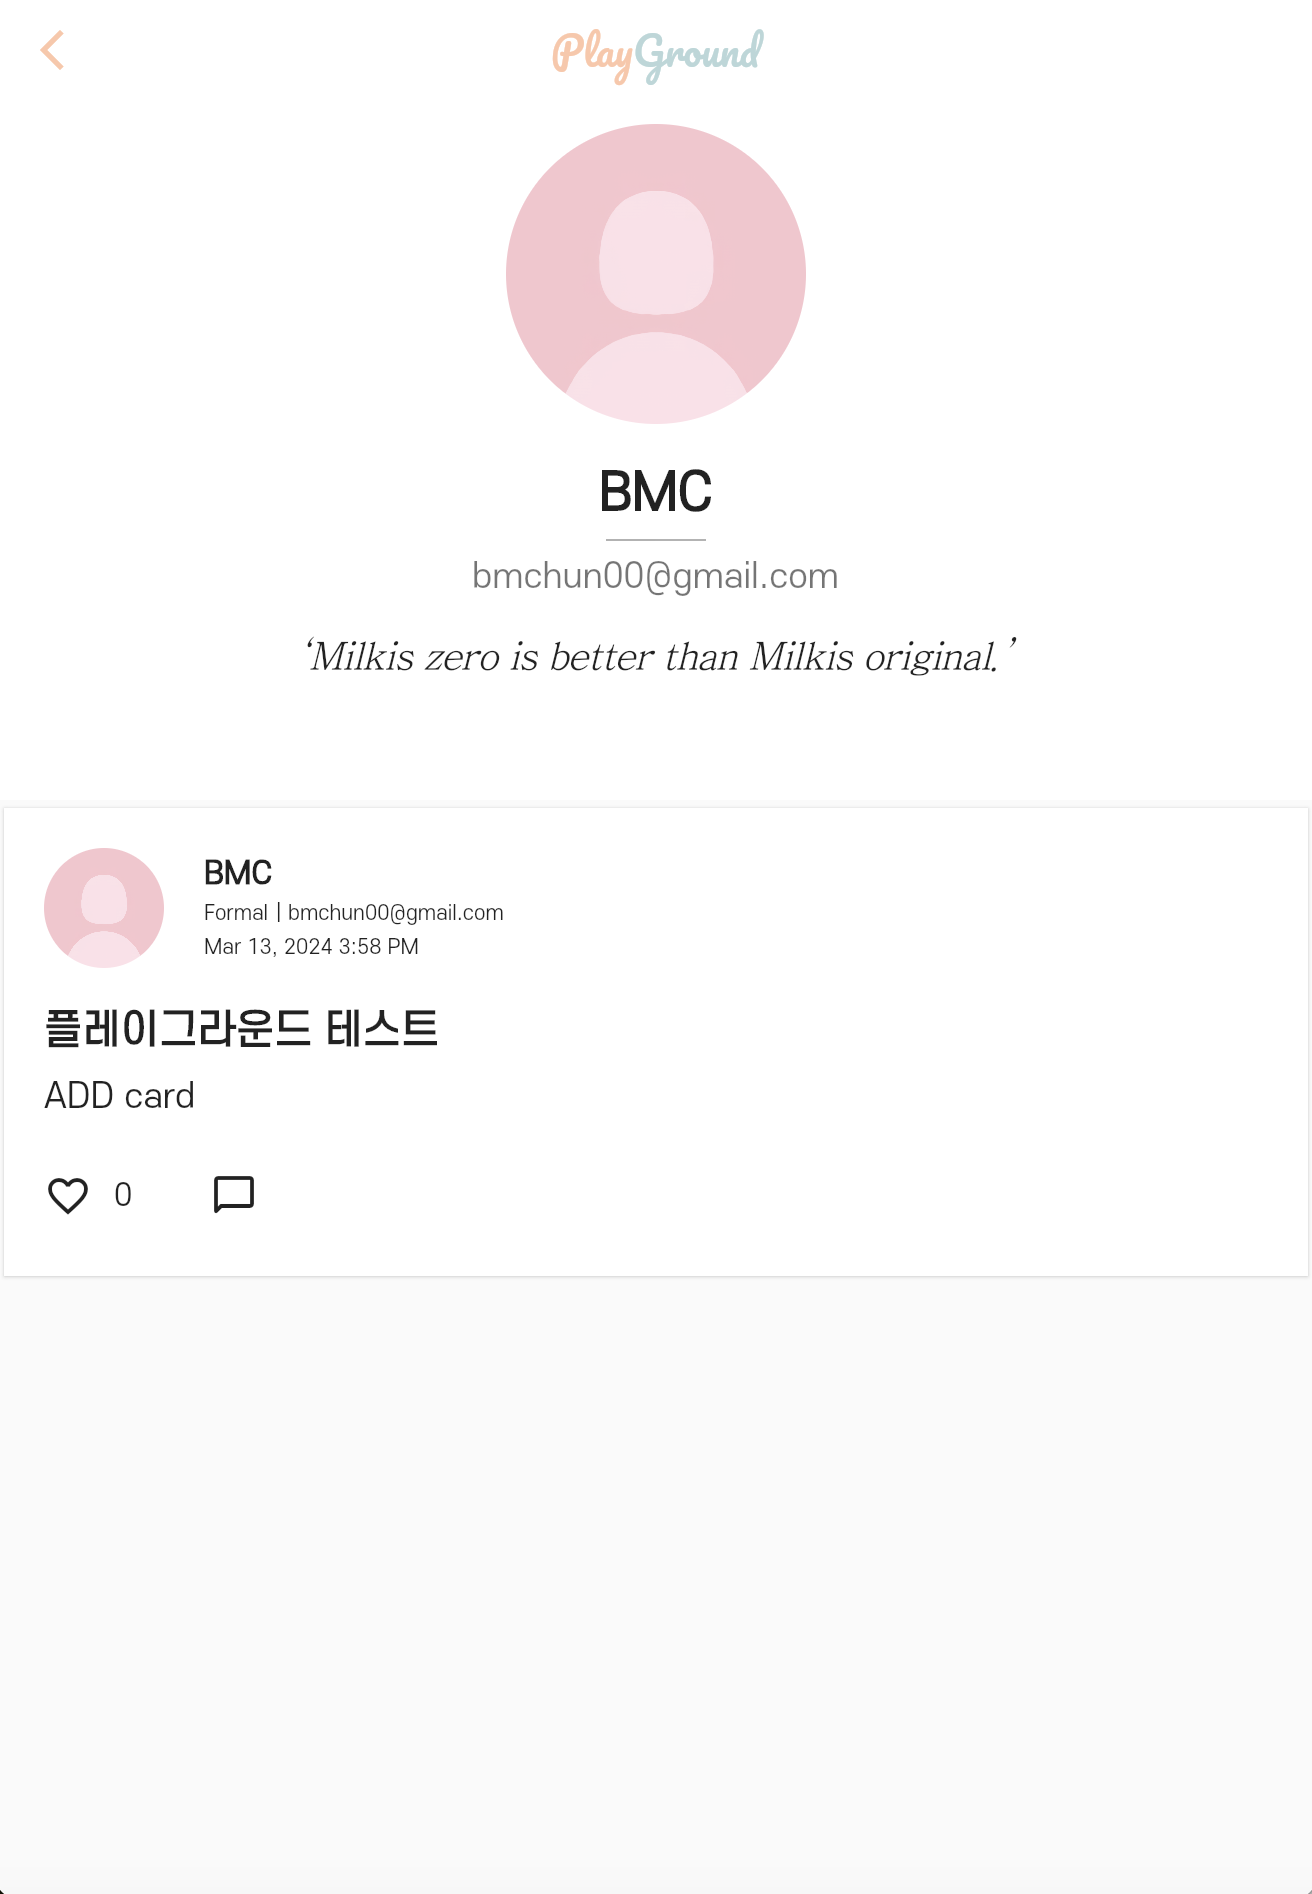 PlayGround
BMC
bmchun00@gmail.com
‘Milkis zero is better than Milkis original.’
BMC
Formal | bmchun00@gmail.com
Mar 13, 2024 3:58 PM
플레이그라운드 테스트
ADD card
0